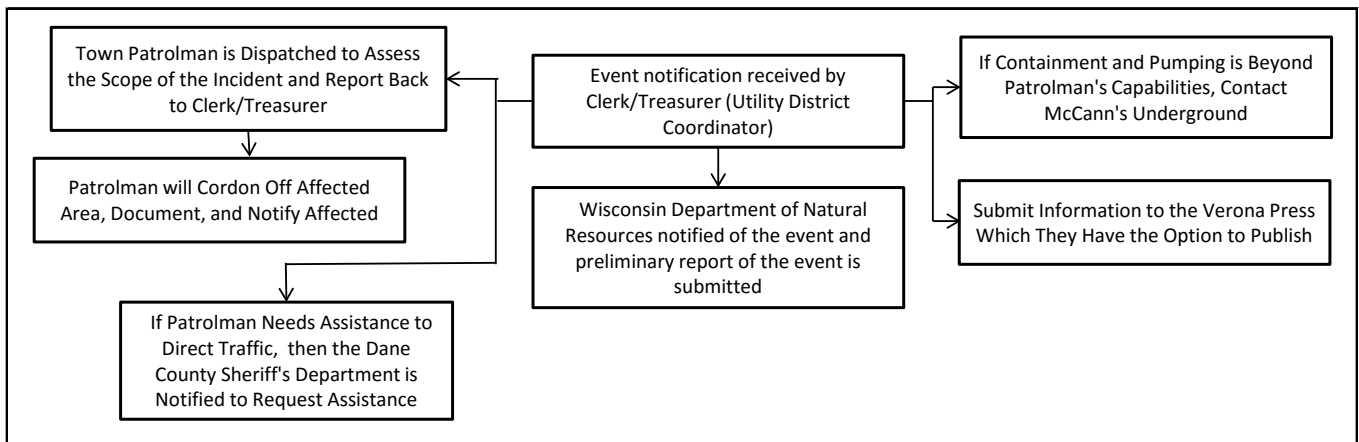 Town Patrolman is Dispatched to Assess
the Scope of the Incident and Report Back
to Clerk/Treasurer
Event notification received by
Clerk/Treasurer (Utility District
Coordinator)
If Containment and Pumping is Beyond
Patrolman's Capabilities, Contact
McCann's Underground
Patrolman will Cordon Off Affected
Area, Document, and Notify Affected
Wisconsin Department of Natural
Resources notified of the event and
preliminary report of the event is
submitted
Submit Information to the Verona Press
Which They Have the Option to Publish
If Patrolman Needs Assistance to
Direct Traffic, then the Dane
County Sheriff's Department is
Notified to Request Assistance